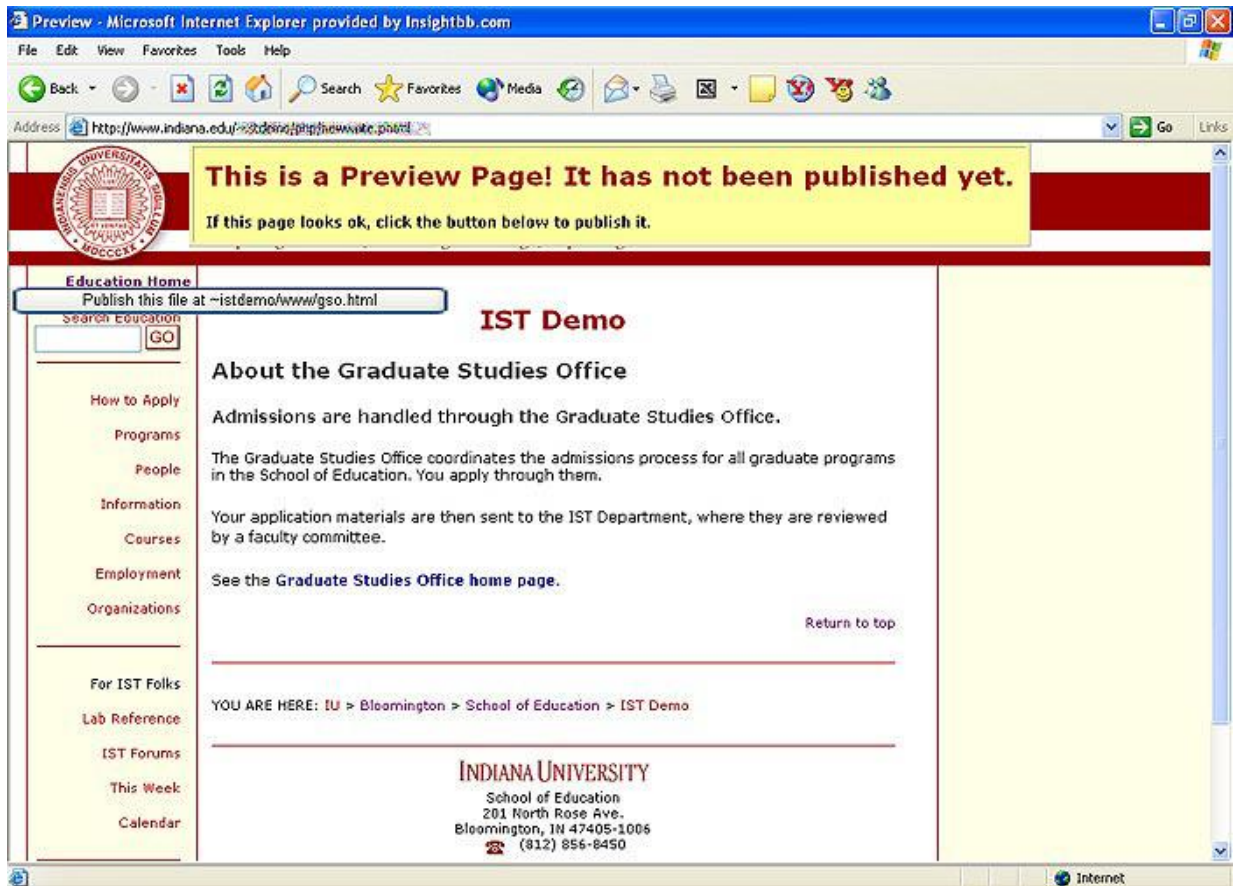 Preview - Microsoft Internet Explorer provided by Insightbb.com
File Edit View Favorites Tools Help
Back Search Favorites Media
Address http://www.indiana.edu/ Go Links
This is a Preview Page! It has not been published yet.
If this page looks ok, click the button below to publish it.
Education Home
Publish this file at ~istdemo/www/gso.html
Search Education
GO
How to Apply
Programs
People
Information
Courses
Employment
Organizations
For IST Folks
Lab Reference
IST Forums
This Week
Calendar
IST Demo
About the Graduate Studies Office
Admissions are handled through the Graduate Studies Office.
The Graduate Studies Office coordinates the admissions process for all graduate programs
in the School of Education. You apply through them.
Your application materials are then sent to the IST Department, where they are reviewed
by a faculty committee.
See the Graduate Studies Office home page.
Return to top
YOU ARE HERE: IU > Bloomington > School of Education > IST Demo
INDIANA UNIVERSITY
School of Education
201 North Rose Ave.
Bloomington, IN 47405-1006
(812) 856-8450
Internet